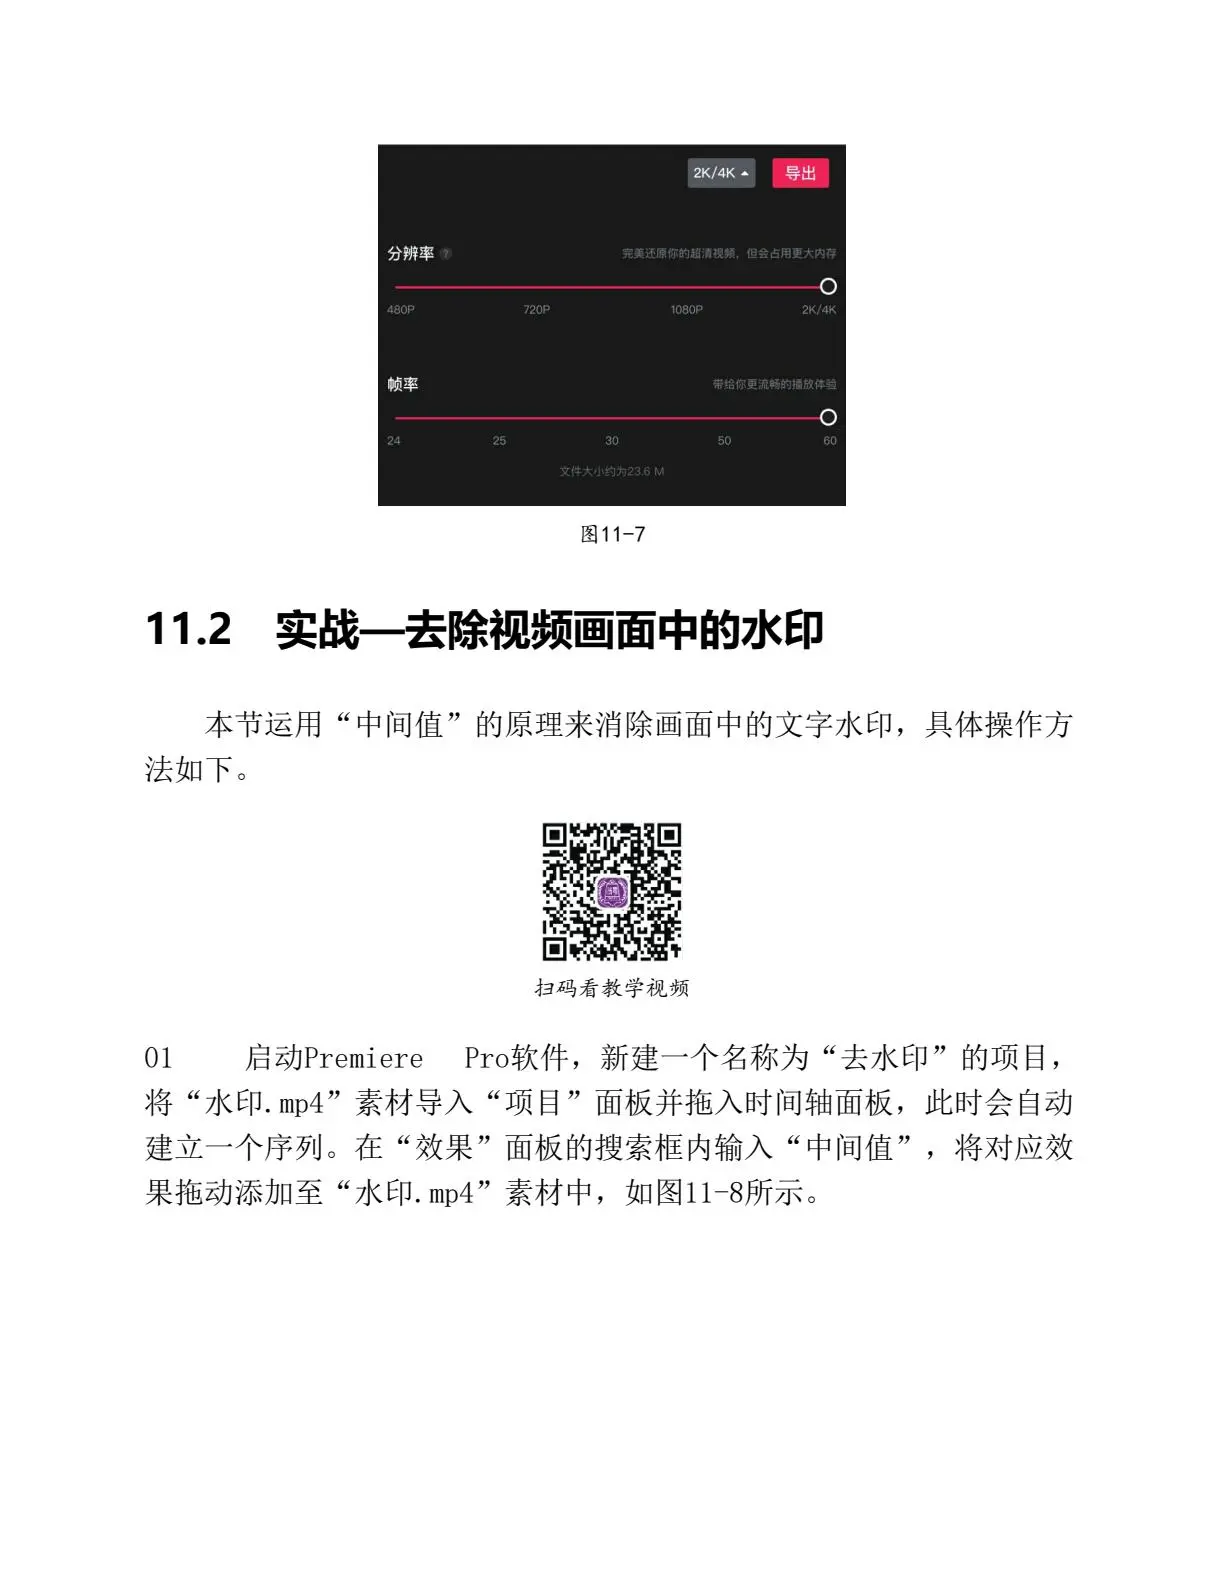 2K/4K 导出
分辨率 ? 完美还原你的超清视频，但会占用更大内存
480P 720P 1080P 2K/4K
帧率 带给你更流畅的播放体验
24 25 30 50 60
文件大小约为23.6 M
图11-7
11.2 实战—去除视频画面中的水印
本节运用“中间值”的原理来消除画面中的文字水印，具体操作方
法如下。
扫码看教学视频
01 启动Premiere Pro软件，新建一个名称为“去水印”的项目，
将“水印.mp4”素材导入“项目”面板并拖入时间轴面板，此时会自动
建立一个序列。在“效果”面板的搜索框内输入“中间值”，将对应效
果拖动添加至“水印.mp4”素材中，如图11-8所示。